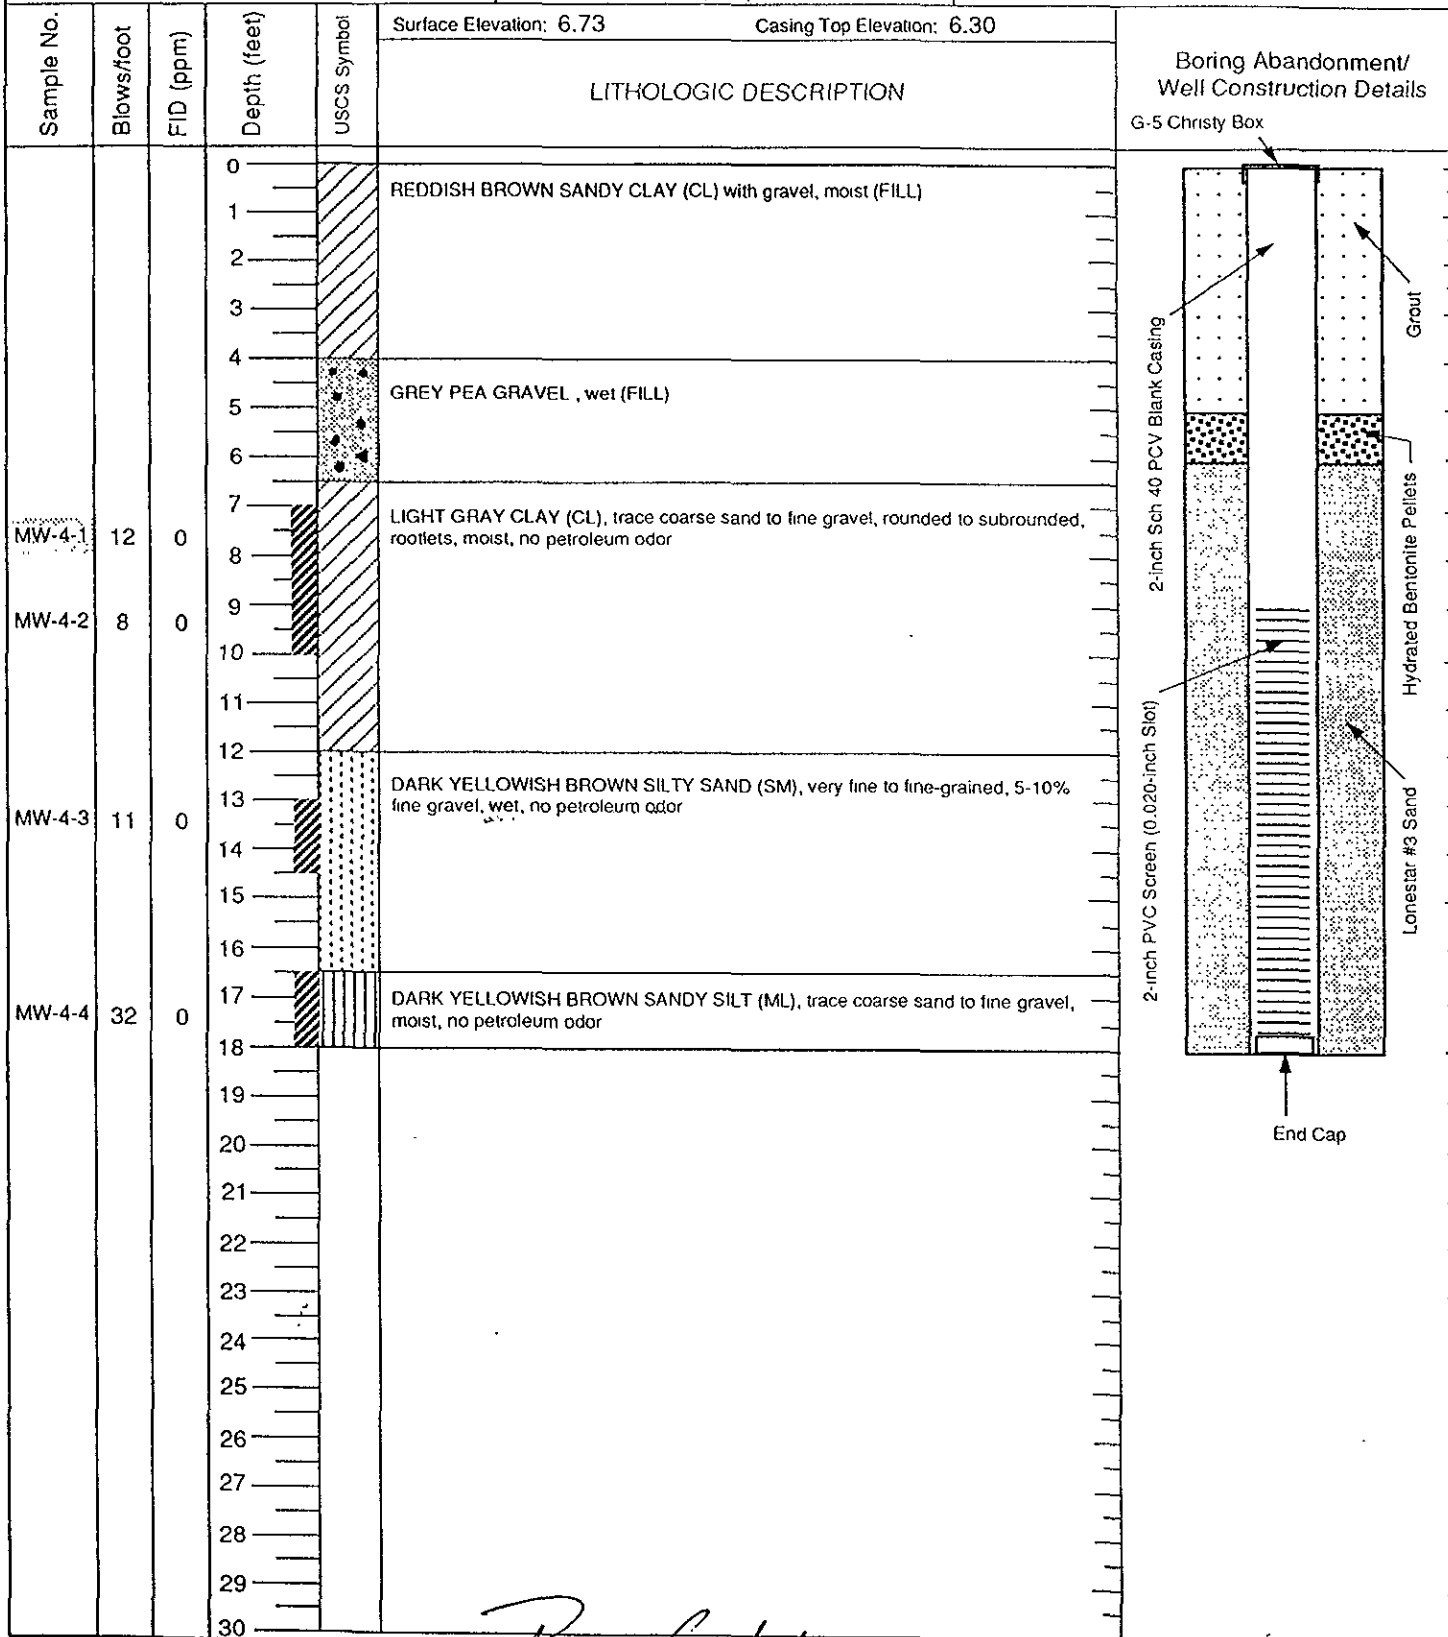 Surface Elevation: 6.73 Casing Top Elevation: 6.30
Sample No.
Blows/foot
FID (ppm)
Depth (feet)
USCS Symbol
LITHOLOGIC DESCRIPTION
Boring Abandonment/
Well Construction Details
G-5 Christy Box
0
REDDISH BROWN SANDY CLAY (CL) with gravel, moist (FILL)
1
2
3
4
GREY PEA GRAVEL , wet (FILL)
5
6
7
LIGHT GRAY CLAY (CL), trace coarse sand to fine gravel, rounded to subrounded,
rootlets, moist, no petroleum odor
MW-4-1 12 0
8
9
MW-4-2 8 0
10
11
12
DARK YELLOWISH BROWN SILTY SAND (SM), very fine to fine-grained, 5-10%
fine gravel, wet, no petroleum odor
13
MW-4-3 11 0
14
15
16
17
DARK YELLOWISH BROWN SANDY SILT (ML), trace coarse sand to fine gravel,
moist, no petroleum odor
MW-4-4 32 0
18
19
20
21
22
23
24
25
26
27
28
29
30
2-inch Sch 40 PCV Blank Casing
2-inch PVC Screen (0.020-inch Slot)
Grout
Hydrated Bentonite Pellets
Lonestar #3 Sand
End Cap